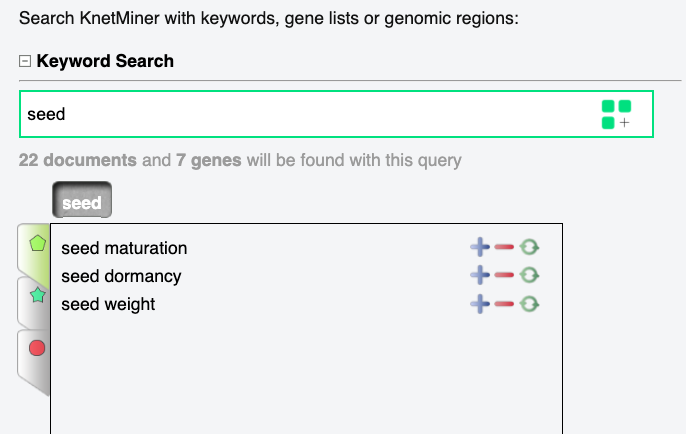 Search KnetMiner with keywords, gene lists or genomic regions:
Keyword Search
seed
22 documents and 7 genes will be found with this query
seed
seed maturation
seed dormancy
seed weight